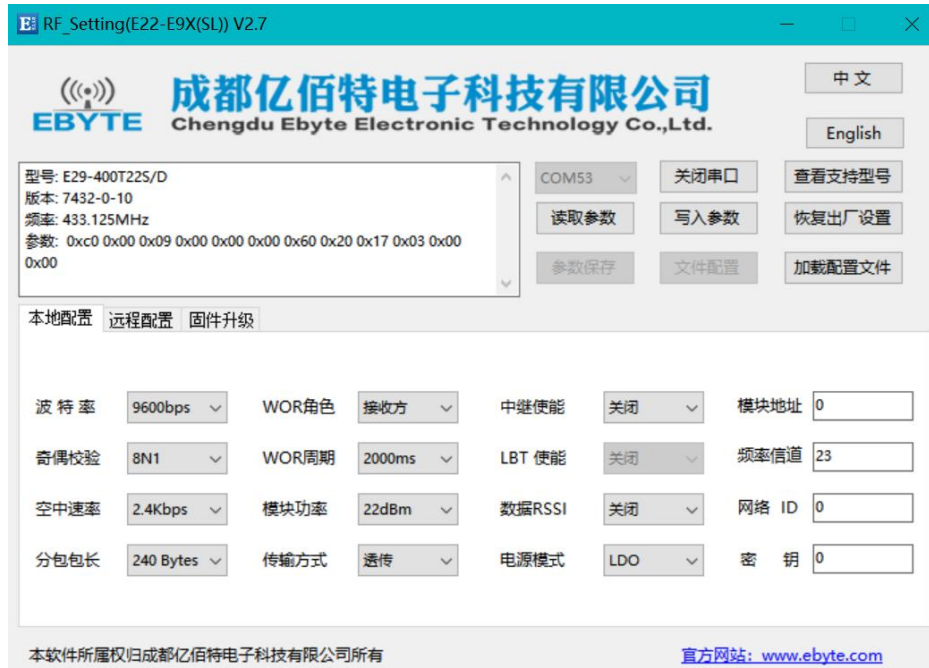 RF_Setting(E22-E9X(SL)) V2.7
EBYTE
成都亿佰特电子科技有限公司
Chengdu Ebyte Electronic Technology Co.,Ltd.
中 文
English
型号: E29-400T22S/D
版本: 7432-0-10
频率: 433.125MHz
参数: 0xc0 0x00 0x09 0x00 0x00 0x00 0x60 0x20 0x17 0x03 0x00
0x00
COM53 关闭串口 查看支持型号
读取参数 写入参数 恢复出厂设置
参数保存 文件配置 加载配置文件
本地配置 远程配置 固件升级
波 特 率 9600bps WOR角色 接收方 中继使能 关闭 模块地址 0
奇偶校验 8N1 WOR周期 2000ms LBT 使能 关闭 频率信道 23
空中速率 2.4Kbps 模块功率 22dBm 数据RSSI 关闭 网络 ID 0
分包包长 240 Bytes 传输方式 透传 电源模式 LDO 密 钥 0
本软件所属权归成都亿佰特电子科技有限公司所有 官方网站：www.ebyte.com